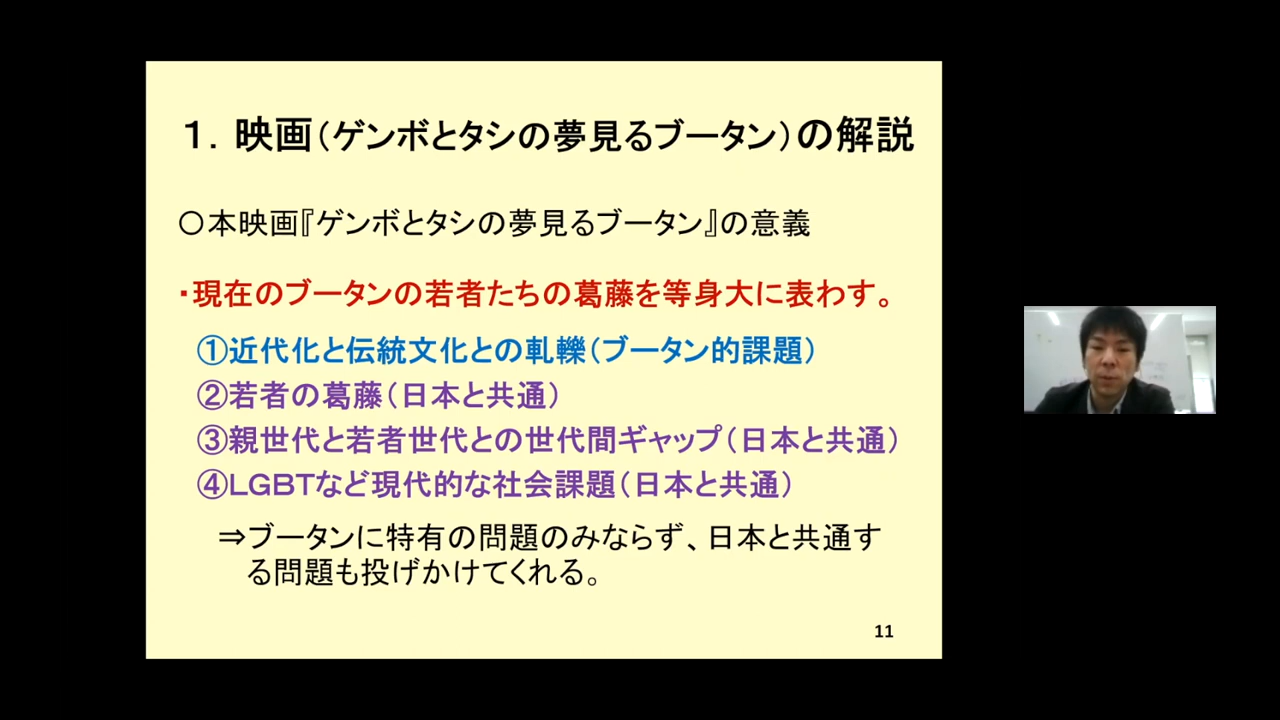 １．映画（ゲンボとタシの夢見るブータン）の解説
〇本映画『ゲンボとタシの夢見るブータン』の意義
・現在のブータンの若者たちの葛藤を等身大に表わす。
①近代化と伝統文化との軋轢（ブータン的課題）
②若者の葛藤（日本と共通）
③親世代と若者世代との世代間ギャップ（日本と共通）
④ＬＧＢＴなど現代的な社会課題（日本と共通）
⇒ブータンに特有の問題のみならず、日本と共通す
る問題も投げかけてくれる。
11